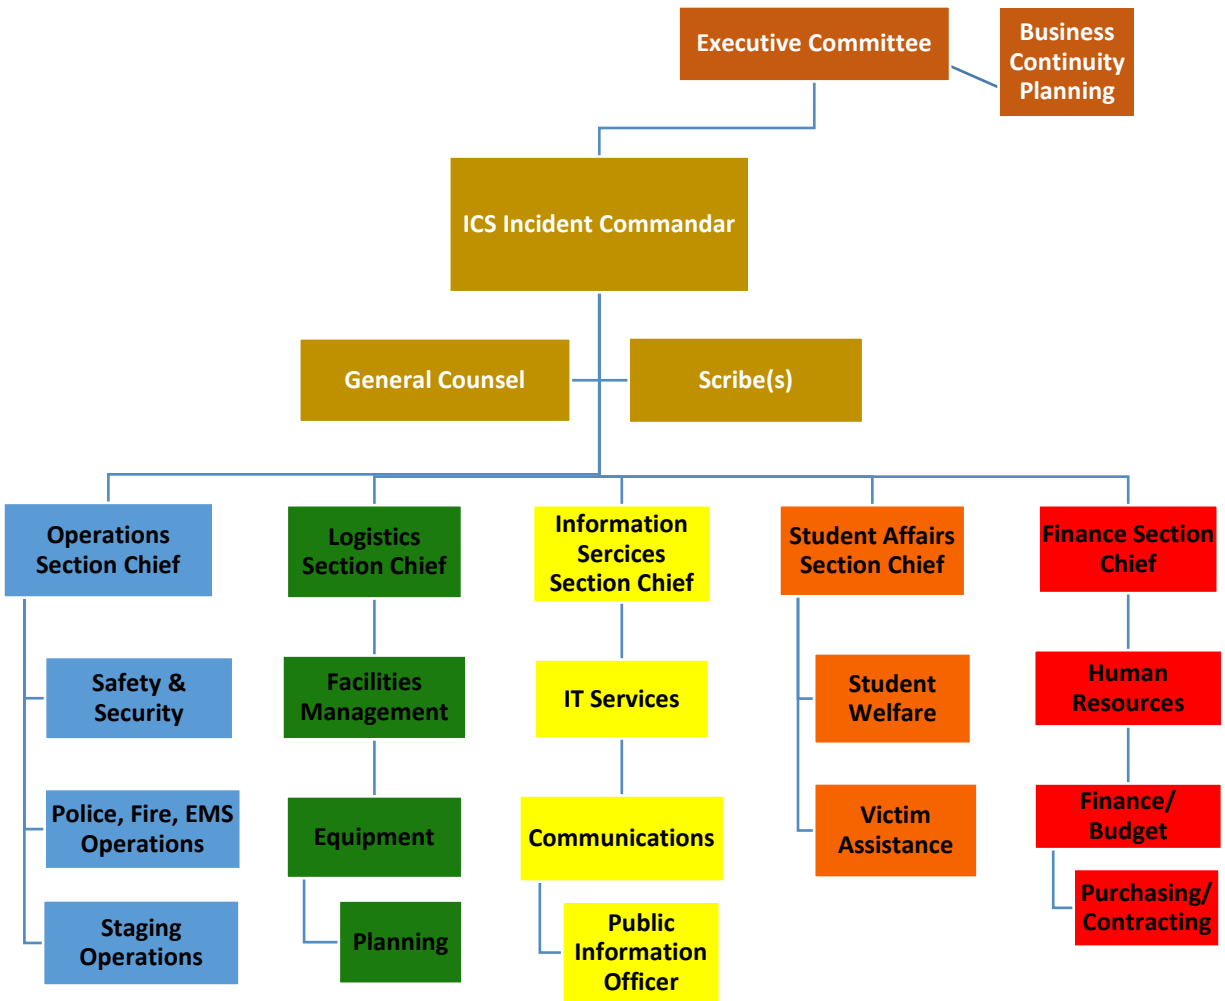 Executive Committee
Business
Continuity
Planning
ICS Incident Commandar
General Counsel
Scribe(s)
Operations
Section Chief
Logistics
Section Chief
Information
Sercices
Section Chief
Student Affairs
Section Chief
Finance Section
Chief
Safety &
Security
Facilities
Management
IT Services
Student
Welfare
Human
Resources
Police, Fire, EMS
Operations
Equipment
Communications
Victim
Assistance
Finance/
Budget
Staging
Operations
Planning
Public
Information
Officer
Purchasing/
Contracting